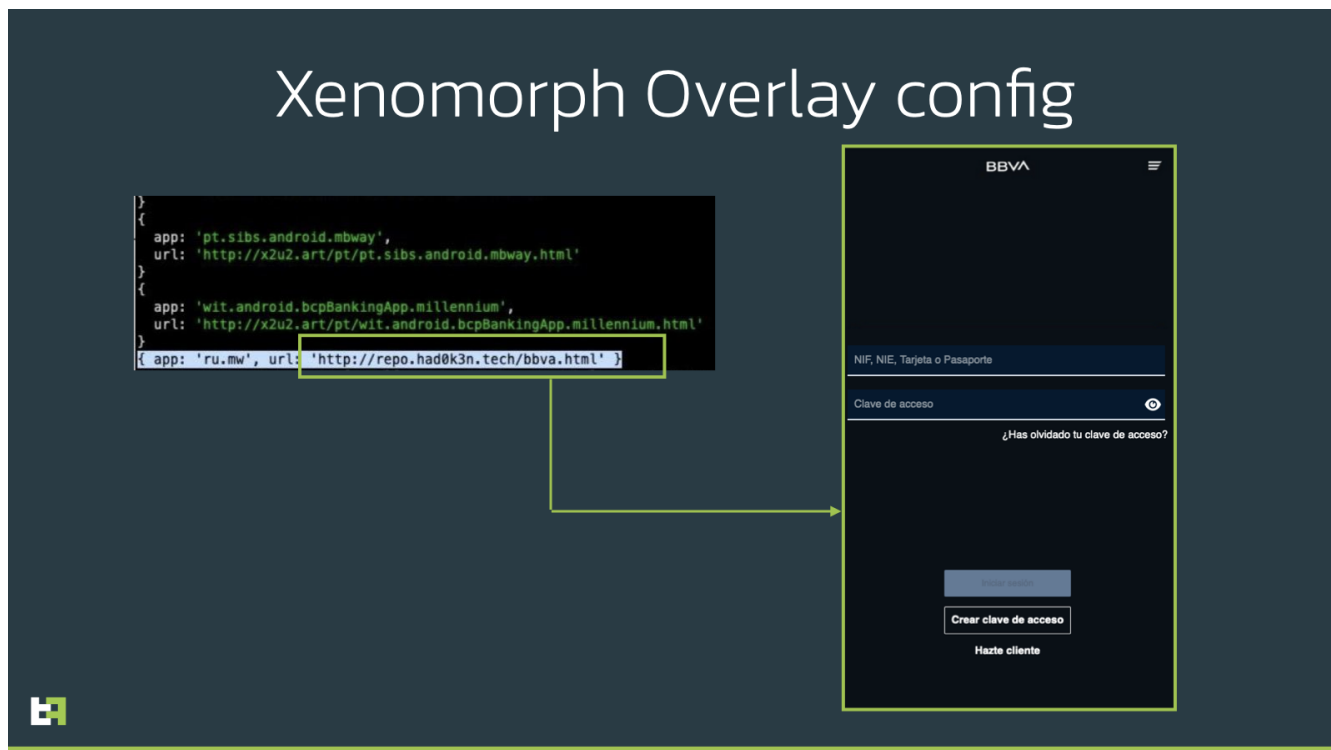 Xenomorph Overlay config
}
{
app: 'pt.sibs.android.mbway',
url: 'http://x2u2.art/pt/pt.sibs.android.mbway.html'
}
{
app: 'wit.android.bcpBankingApp.millennium',
url: 'http://x2u2.art/pt/wit.android.bcpBankingApp.millennium.html'
}
{ app: 'ru.mw', url: 'http://repo.had0k3n.tech/bbva.html' }
BBVA
NIF, NIE, Tarjeta o Pasaporte
Clave de acceso
¿Has olvidado tu clave de acceso?
Iniciar sesión
Crear clave de acceso
Hazte cliente